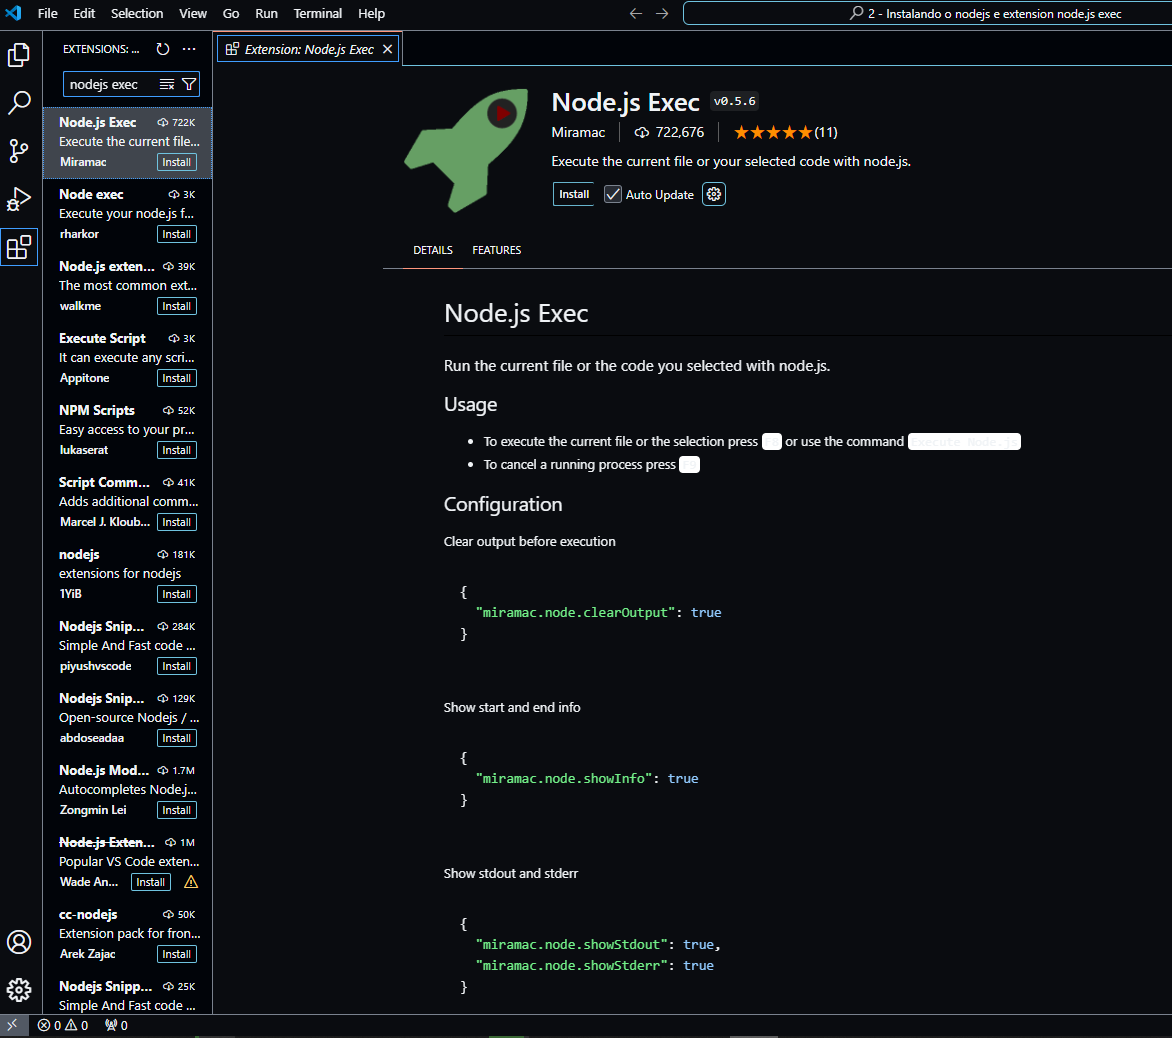 File Edit Selection View Go Run Terminal Help
2 - Instalando o nodejs e extension node.js exec
EXTENSIONS: ...
nodejs exec
Node.js Exec 722K
Execute the current file...
Miramac Install
Node exec 3K
Execute your node.js f...
rharkor Install
Node.js exten... 39K
The most common ext...
walkme Install
Execute Script 3K
It can execute any scri...
Appitone Install
NPM Scripts 52K
Easy access to your pr...
lukaserat Install
Script Comm... 41K
Adds additional comm...
Marcel J. Kloub... Install
nodejs 181K
extensions for nodejs
1YiB Install
Nodejs Snip... 284K
Simple And Fast code ...
piyushvscode Install
Nodejs Snip... 129K
Open-source Nodejs / ...
abdoseadaa Install
Node.js Mod... 1.7M
Autocompletes Node.j...
Zongmin Lei Install
Node.js Exten... 1M
Popular VS Code exten...
Wade An... Install
cc-nodejs 50K
Extension pack for fron...
Arek Zajac Install
Nodejs Snipp... 25K
Simple And Fast code ...
Extension: Node.js Exec
Node.js Exec v0.5.6
Miramac 722,676 (11)
Execute the current file or your selected code with node.js.
Install Auto Update
DETAILS FEATURES
Node.js Exec
Run the current file or the code you selected with node.js.
Usage
• To execute the current file or the selection press F8 or use the command Execute Node.js
• To cancel a running process press
Configuration
Clear output before execution
{
"miramac.node.clearOutput": true
}
Show start and end info
{
"miramac.node.showInfo": true
}
Show stdout and stderr
{
"miramac.node.showStdout": true,
"miramac.node.showStderr": true
}
0 0 0